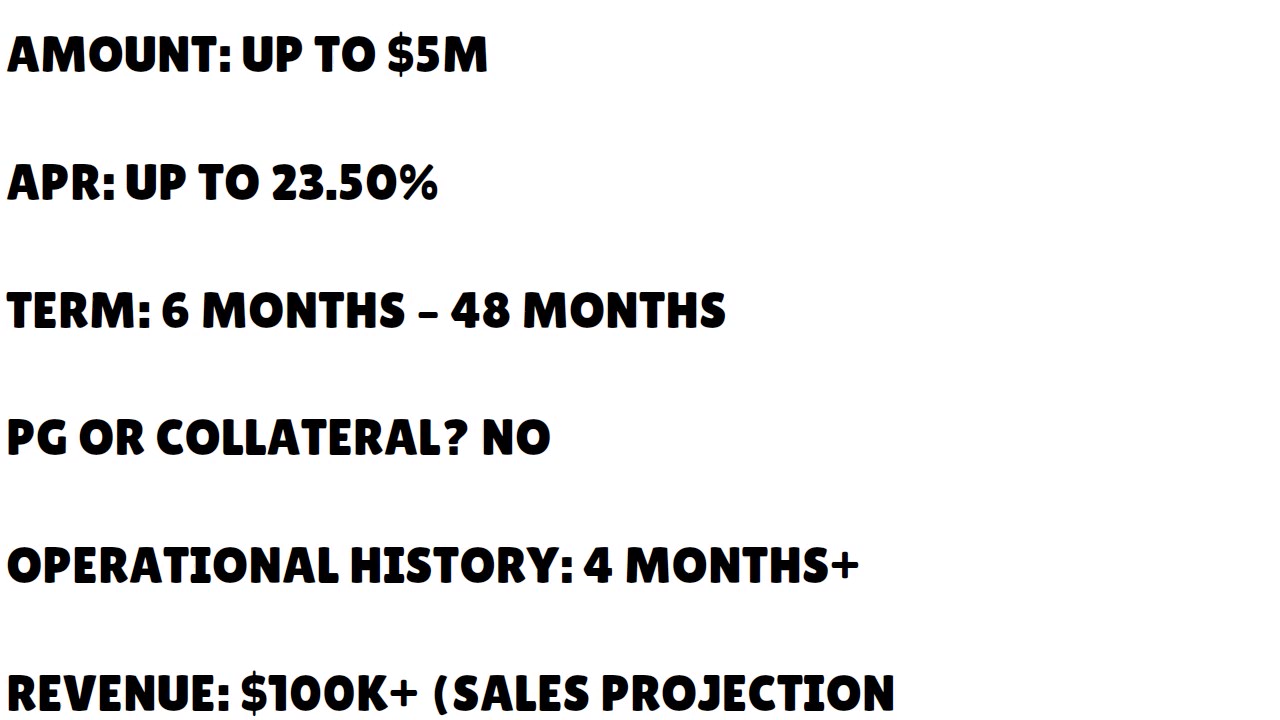 AMOUNT: UP TO $5M
APR: UP TO 23.50%
TERM: 6 MONTHS – 48 MONTHS
PG OR COLLATERAL? NO
OPERATIONAL HISTORY: 4 MONTHS+
REVENUE: $100K+ (SALES PROJECTION